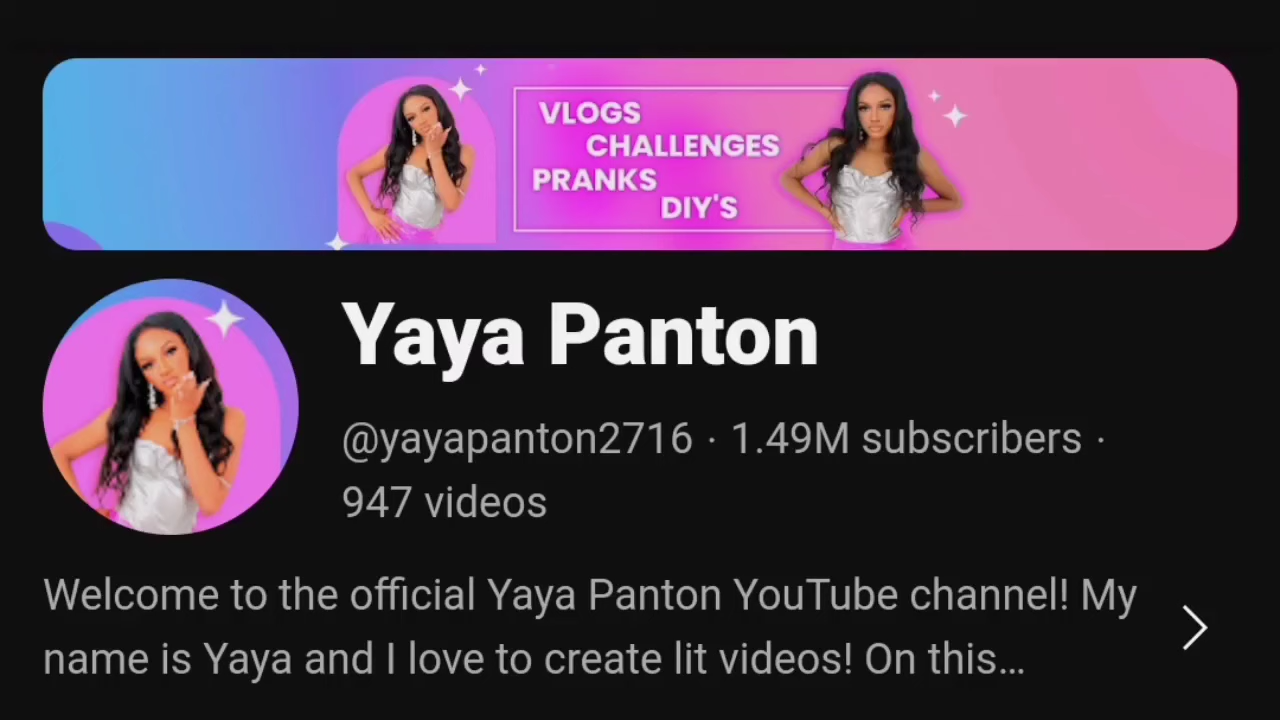 VLOGS
CHALLENGES
PRANKS
DIY'S
Yaya Panton
@yayapanton2716 · 1.49M subscribers ·
947 videos
Welcome to the official Yaya Panton YouTube channel! My
name is Yaya and I love to create lit videos! On this...